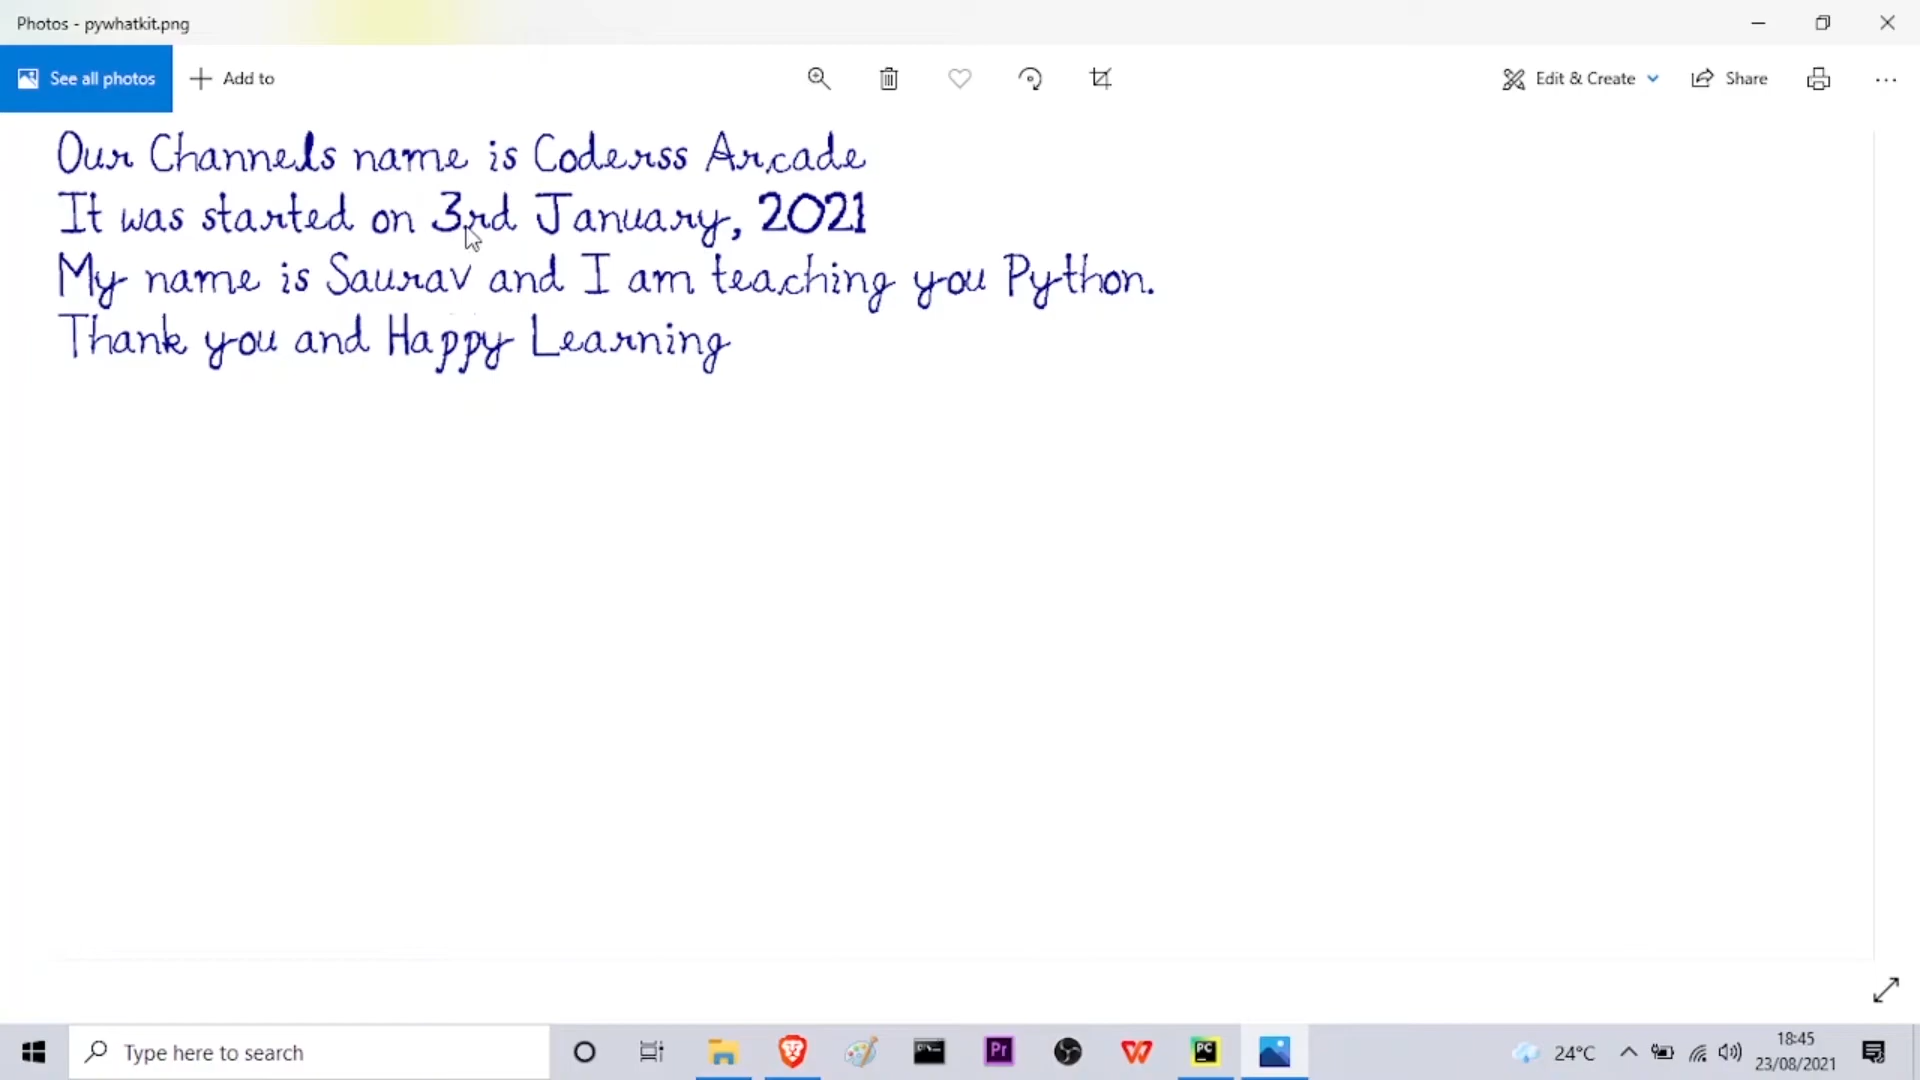 Photos - pywhatkit.png
See all photos
Add to
Edit & Create
Share
Our Channels name is Coderss Arcade
It was started on 3rd January, 2021
My name is Saurav and I am teaching you Python.
Thank you and Happy Learning
Type here to search
Pr
PC
24°C
18:45
23/08/2021